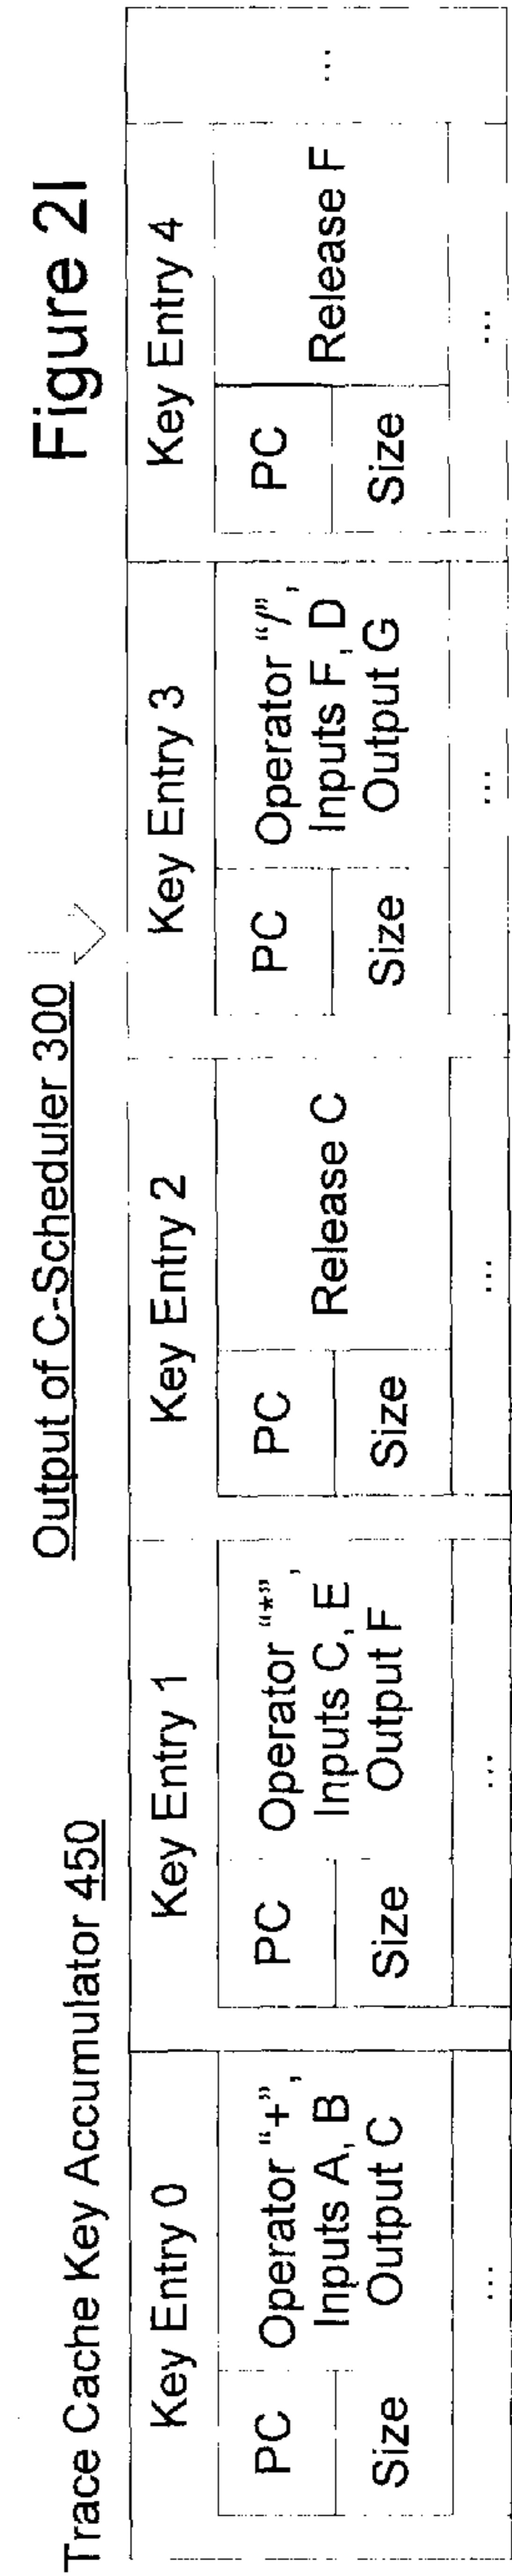 Figure 2I
Output of C-Scheduler 300
Trace Cache Key Accumulator 450
Key Entry 0
PC
Size
Operator "+",
Inputs A, B
Output C
...
Key Entry 1
PC
Size
Operator "*",
Inputs C, E
Output F
...
Key Entry 2
PC
Size
Release C
...
Key Entry 3
PC
Size
Operator "/",
Inputs F, D
Output G
...
Key Entry 4
PC
Size
Release F
...
...